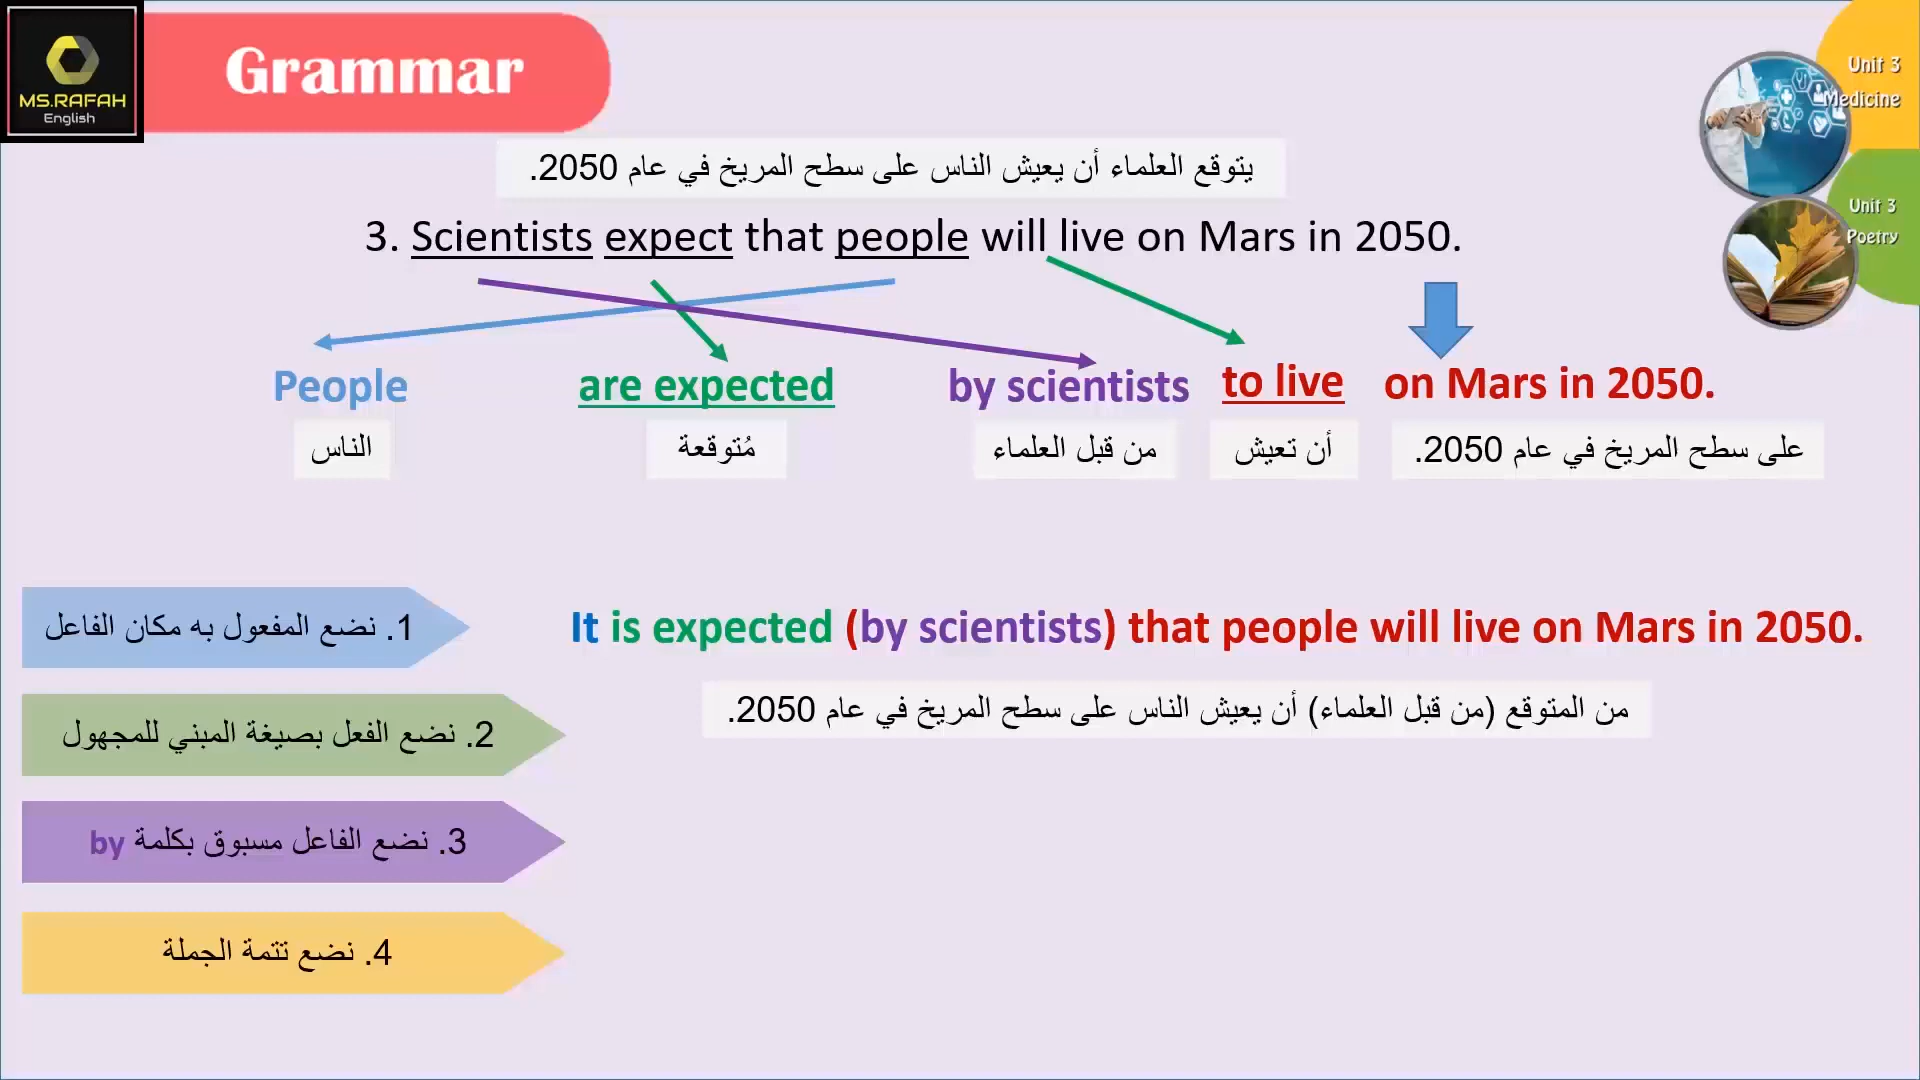 MS.RAFAH
English
Grammar
Unit 3
Medicine
Unit 3
Poetry
يتوقع العلماء أن يعيش الناس على سطح المريخ في عام 2050.
3. Scientists expect that people will live on Mars in 2050.
People are expected by scientists to live on Mars in 2050.
الناس
مُتوقعة
من قبل العلماء
أن تعيش
على سطح المريخ في عام 2050.
1. نضع المفعول به مكان الفاعل
It is expected (by scientists) that people will live on Mars in 2050.
من المتوقع (من قبل العلماء) أن يعيش الناس على سطح المريخ في عام 2050.
2. نضع الفعل بصيغة المبني للمجهول
3. نضع الفاعل مسبوق بكلمة by
4. نضع تتمة الجملة